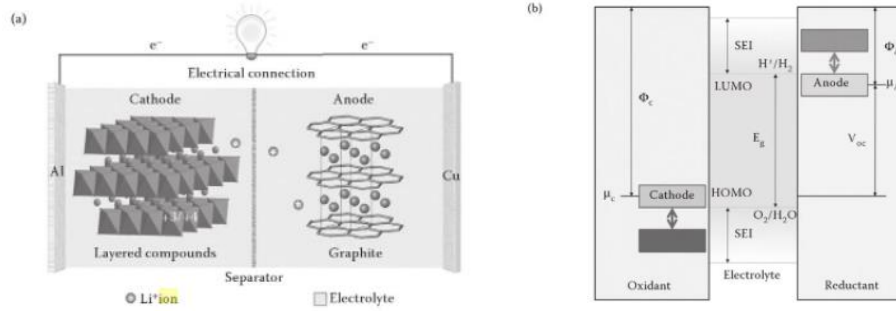 (a)
e⁻ e⁻
Electrical connection
Cathode Anode
Al Cu
Layered compounds Graphite
Separator
Li⁺ion Electrolyte
(b)
SEI
H⁺/H₂
LUMO
Anode
Φc
Eg
Voc
μc
Cathode
HOMO
O₂/H₂O
SEI
Electrolyte
Oxidant Reductant